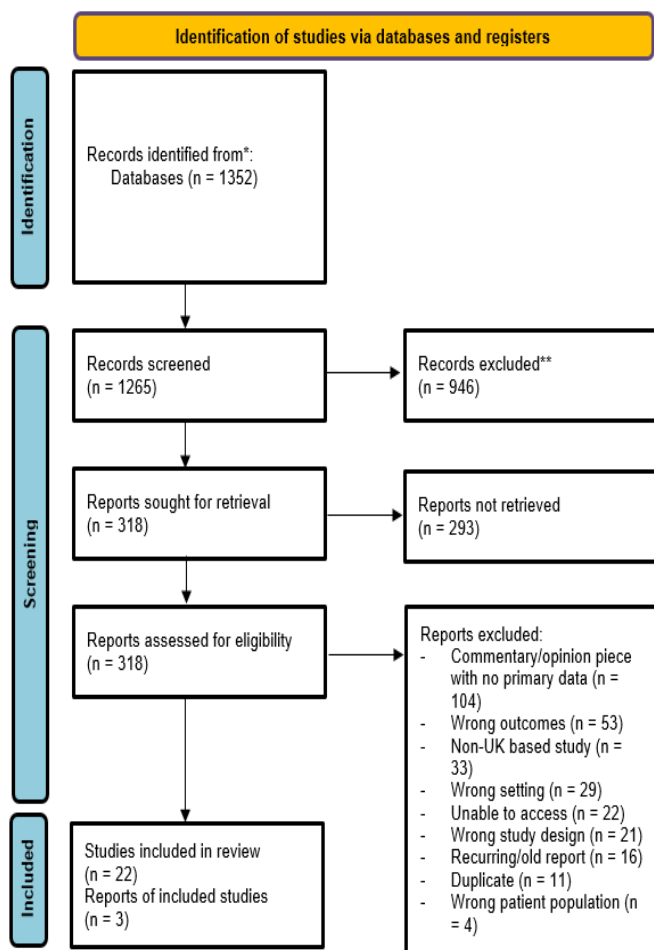 Identification of studies via databases and registers
Identification
Records identified from*:
Databases (n = 1352)
Screening
Records screened
(n = 1265)
Records excluded**
(n = 946)
Reports sought for retrieval
(n = 318)
Reports not retrieved
(n = 293)
Reports assessed for eligibility
(n = 318)
Reports excluded:
- Commentary/opinion piece
with no primary data (n =
104)
- Wrong outcomes (n = 53)
- Non-UK based study (n =
33)
- Wrong setting (n = 29)
- Unable to access (n = 22)
- Wrong study design (n = 21)
- Recurring/old report (n = 16)
- Duplicate (n = 11)
- Wrong patient population (n
= 4)
Included
Studies included in review
(n = 22)
Reports of included studies
(n = 3)